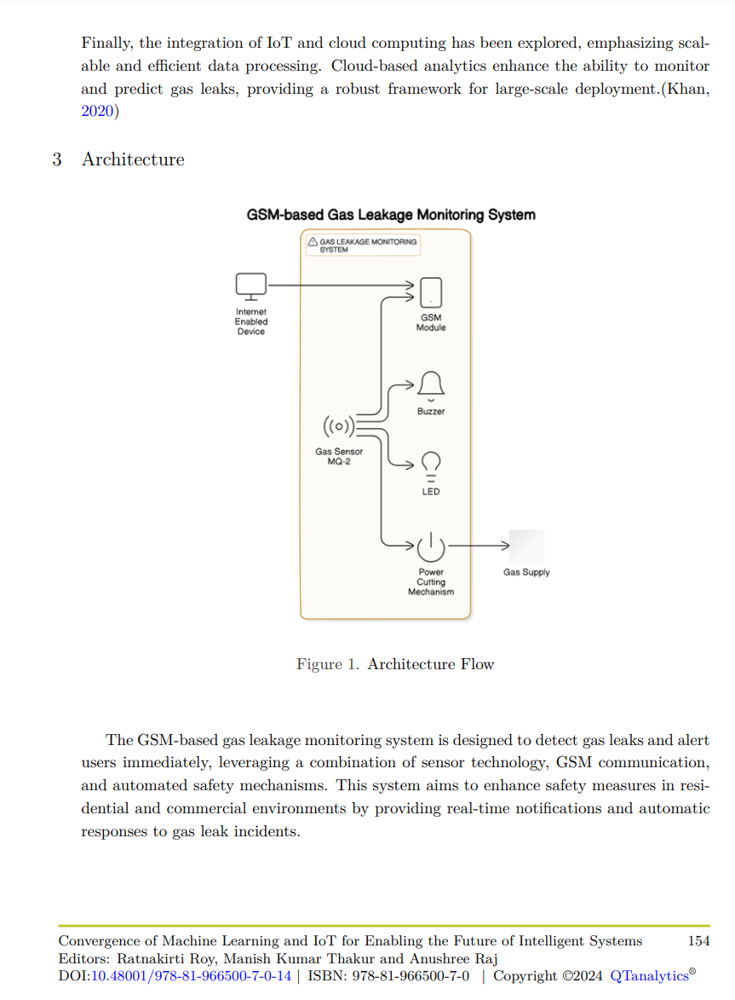 Finally, the integration of IoT and cloud computing has been explored, emphasizing scal-
able and efficient data processing. Cloud-based analytics enhance the ability to monitor
and predict gas leaks, providing a robust framework for large-scale deployment.(Khan,
2020)
3 Architecture
GSM-based Gas Leakage Monitoring System
GAS LEAKAGE MONITORING
SYSTEM
Internet
Enabled
Device
GSM
Module
Buzzer
Gas Sensor
MQ-2
LED
Power
Cutting
Mechanism
Gas Supply
Figure 1. Architecture Flow
The GSM-based gas leakage monitoring system is designed to detect gas leaks and alert
users immediately, leveraging a combination of sensor technology, GSM communication,
and automated safety mechanisms. This system aims to enhance safety measures in resi-
dential and commercial environments by providing real-time notifications and automatic
responses to gas leak incidents.
Convergence of Machine Learning and IoT for Enabling the Future of Intelligent Systems 154
Editors: Ratnakirti Roy, Manish Kumar Thakur and Anushree Raj
DOI:10.48001/978-81-966500-7-0-14 | ISBN: 978-81-966500-7-0 | Copyright ©2024 QTanalytics®